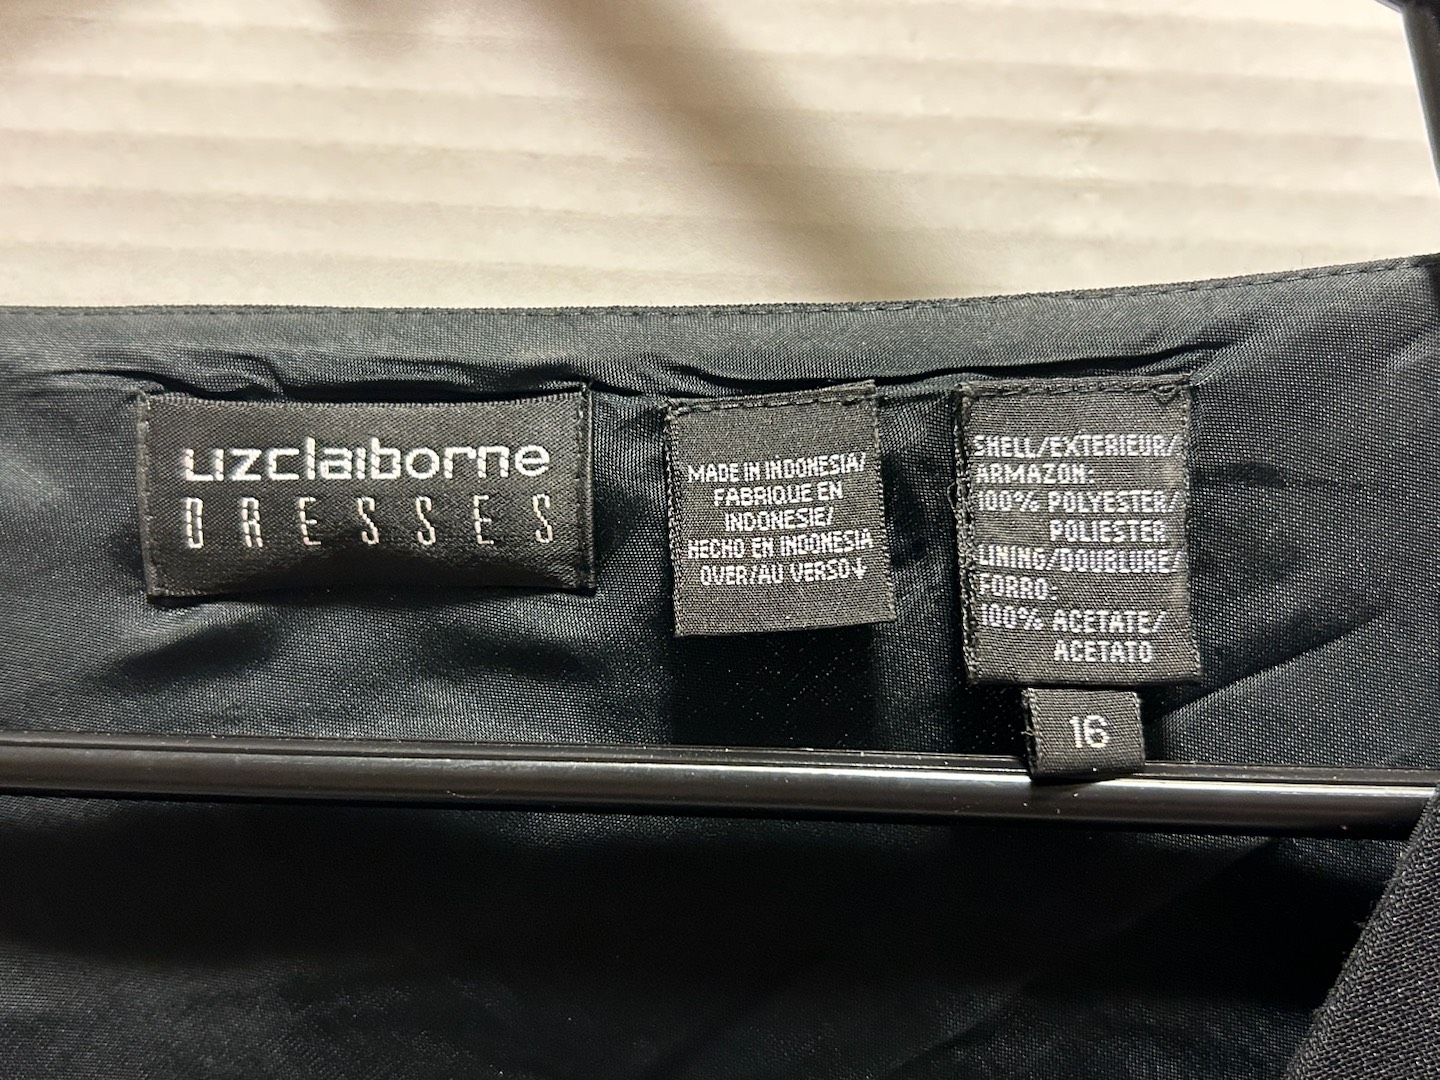 lizclaiborne
DRESSES
MADE IN INDONESIA/
FABRIQUE EN
INDONESIE/
HECHO EN INDONESIA
OVER/AU VERSO↓
SHELL/EXTERIEUR/
ARMAZON:
100% POLYESTER/
POLIESTER
LINING/DOUBLURE/
FORRO:
100% ACETATE/
ACETATO
16